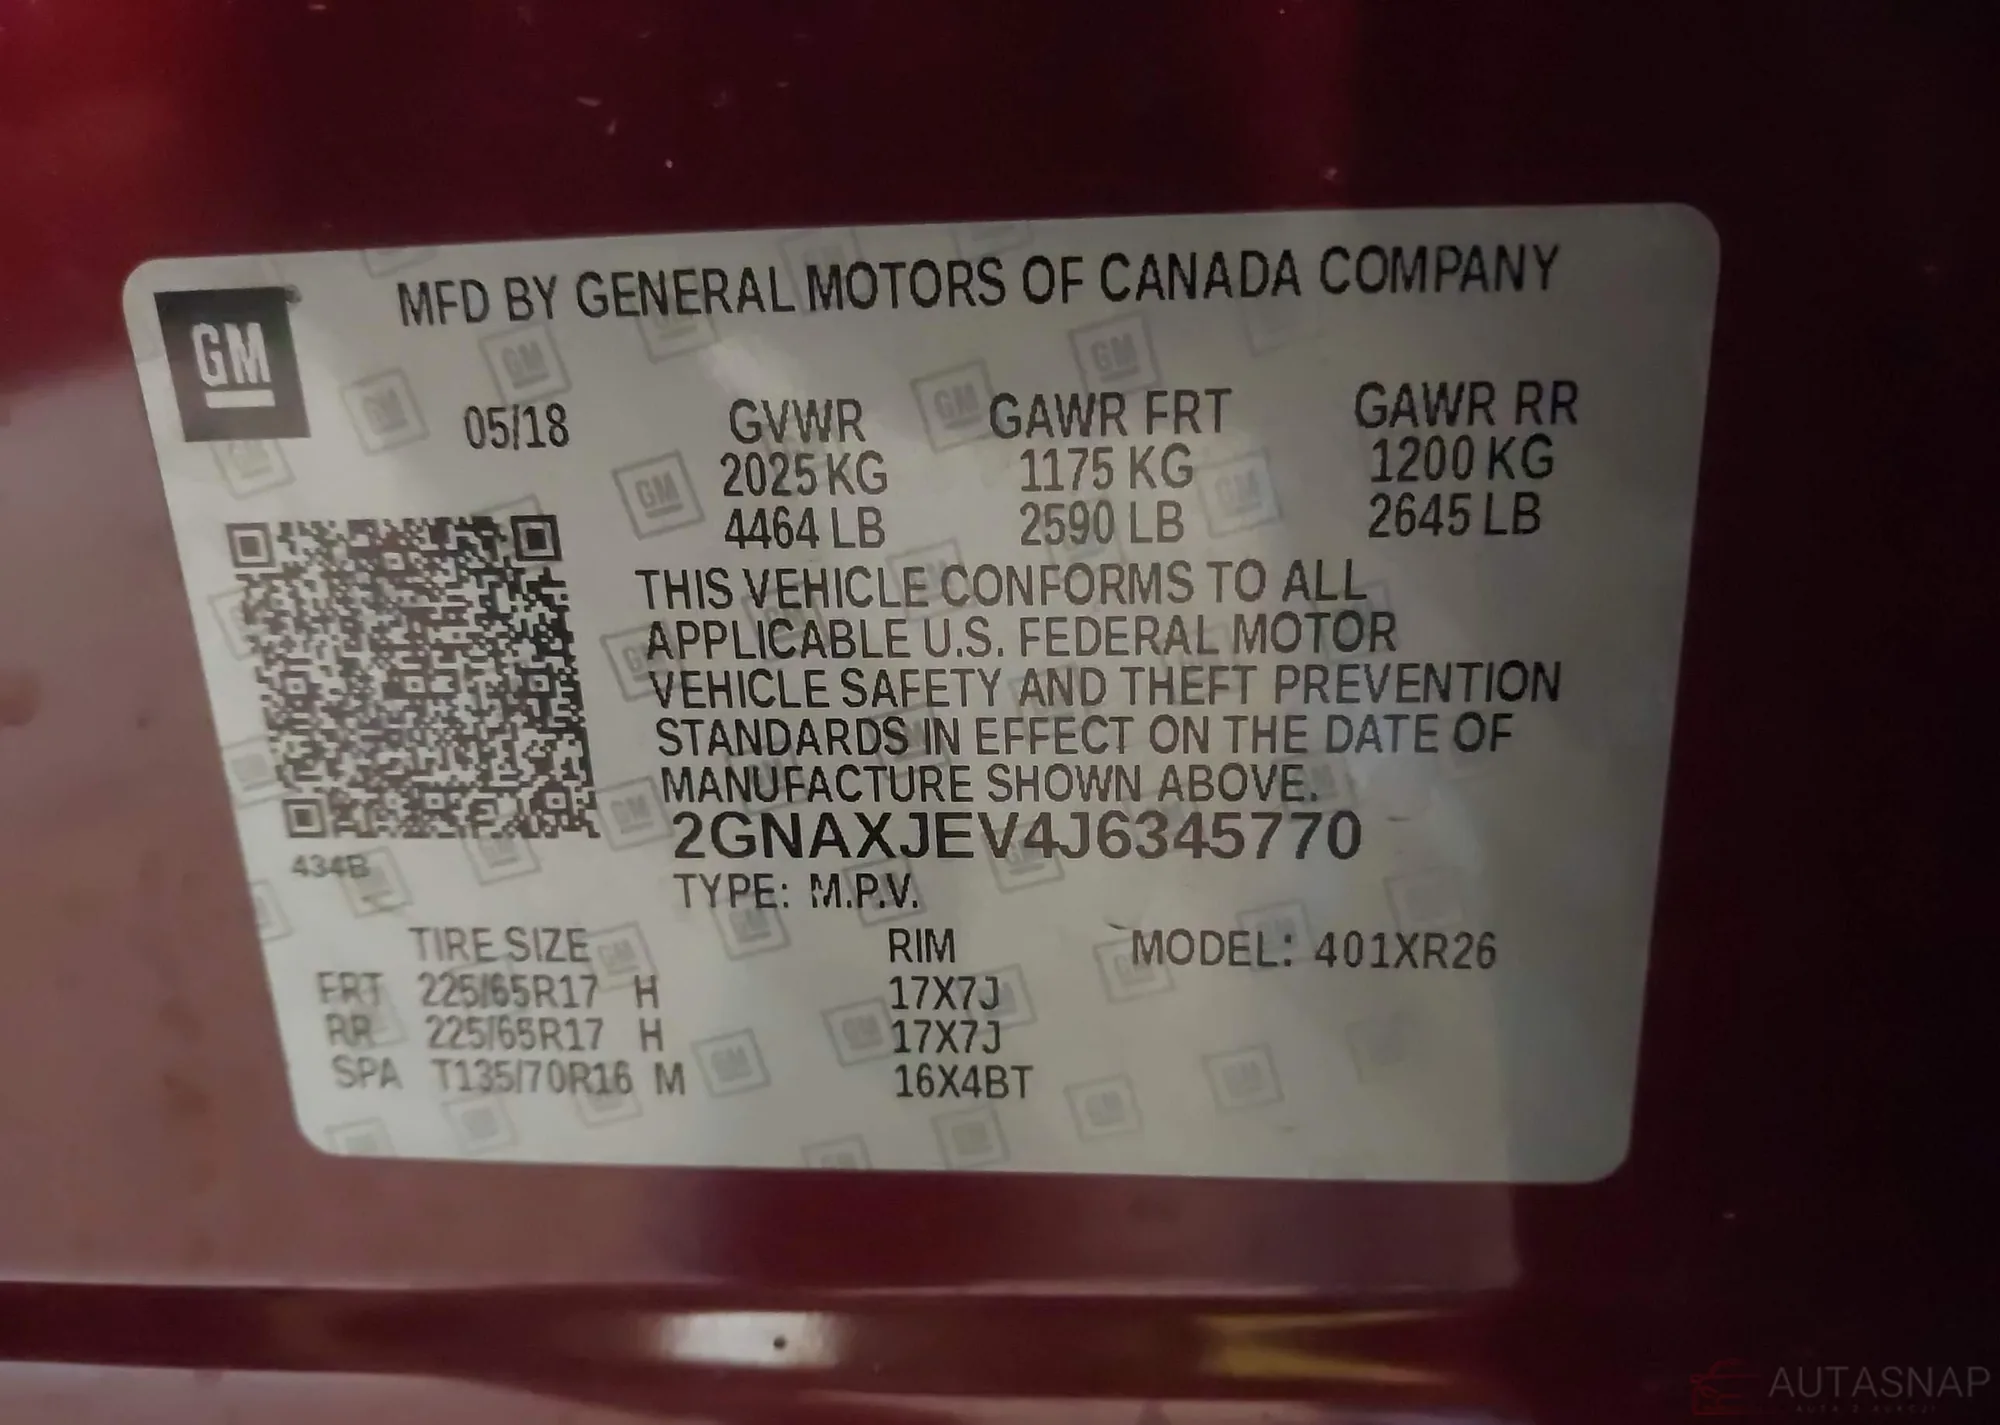 MFD BY GENERAL MOTORS OF CANADA COMPANY
GM
05/18
GVWR
2025 KG
4464 LB
GAWR FRT
1175 KG
2590 LB
GAWR RR
1200 KG
2645 LB
THIS VEHICLE CONFORMS TO ALL
APPLICABLE U.S. FEDERAL MOTOR
VEHICLE SAFETY AND THEFT PREVENTION
STANDARDS IN EFFECT ON THE DATE OF
MANUFACTURE SHOWN ABOVE.
2GNAXJEV4J6345770
434B
TYPE: M.P.V.
TIRE SIZE RIM MODEL: 401XR26
FRT 225/65R17 H 17X7J
RR 225/65R17 H 17X7J
SPA T135/70R16 M 16X4BT
AUTASNAP
AUTA Z AUKCJI